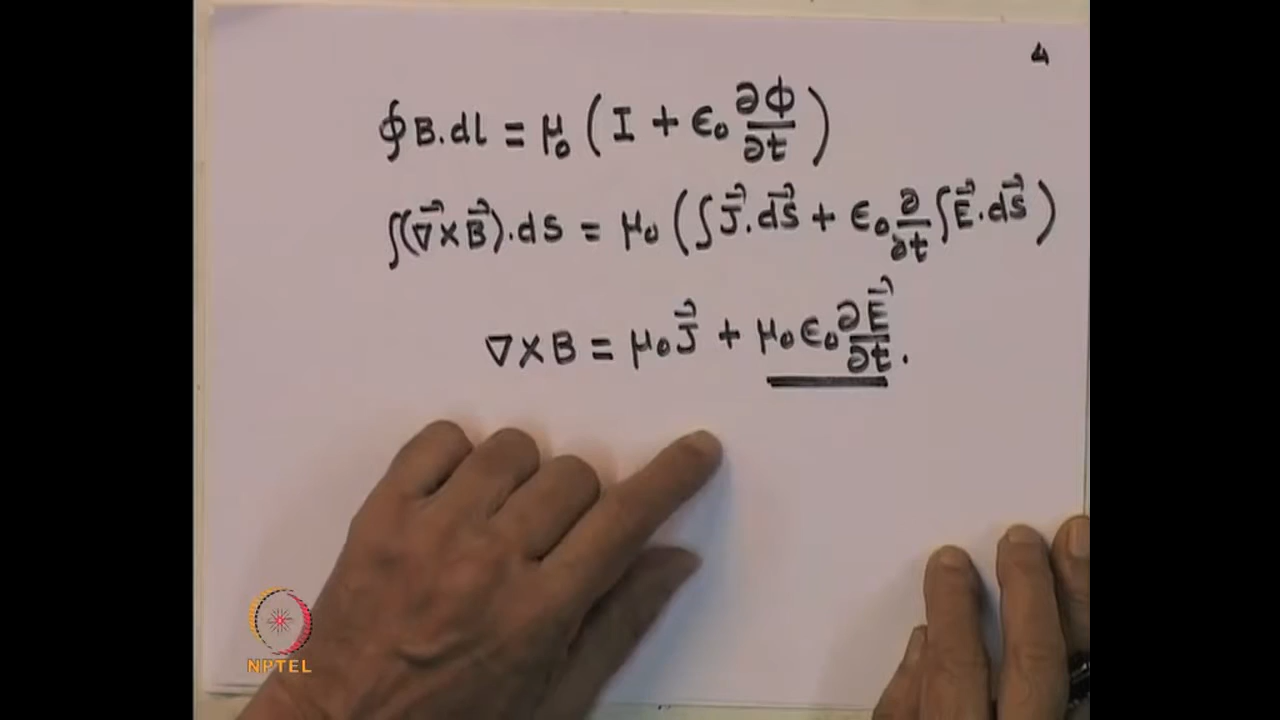 4
∮B.dl = μ₀ ( I + ϵ₀ ∂Φ/∂t )
∫(∇⃗×B⃗).dS = μ₀ ( ∫J⃗.dS⃗ + ϵ₀ ∂/∂t ∫E⃗.dS⃗ )
∇×B = μ₀J⃗ + μ₀ϵ₀ ∂E⃗/∂t .
NPTEL